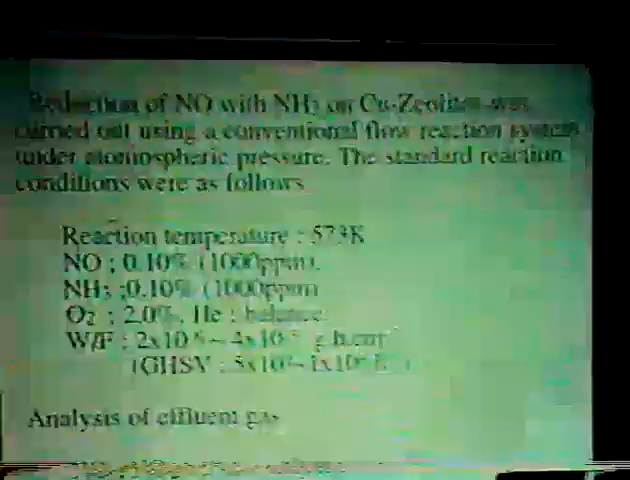 Reduction of NO with NH3 on Cu-Zeolites was
carried out using a conventional flow reaction system
under atomospheric pressure. The standard reaction
conditions were as follows
Reaction temperature : 573K
NO : 0.10% (1000ppm),
NH3 : 0.10% (1000ppm)
O2 : 2.0%, He : balance
W/F :
(GHSV :
Analysis of effluent gas